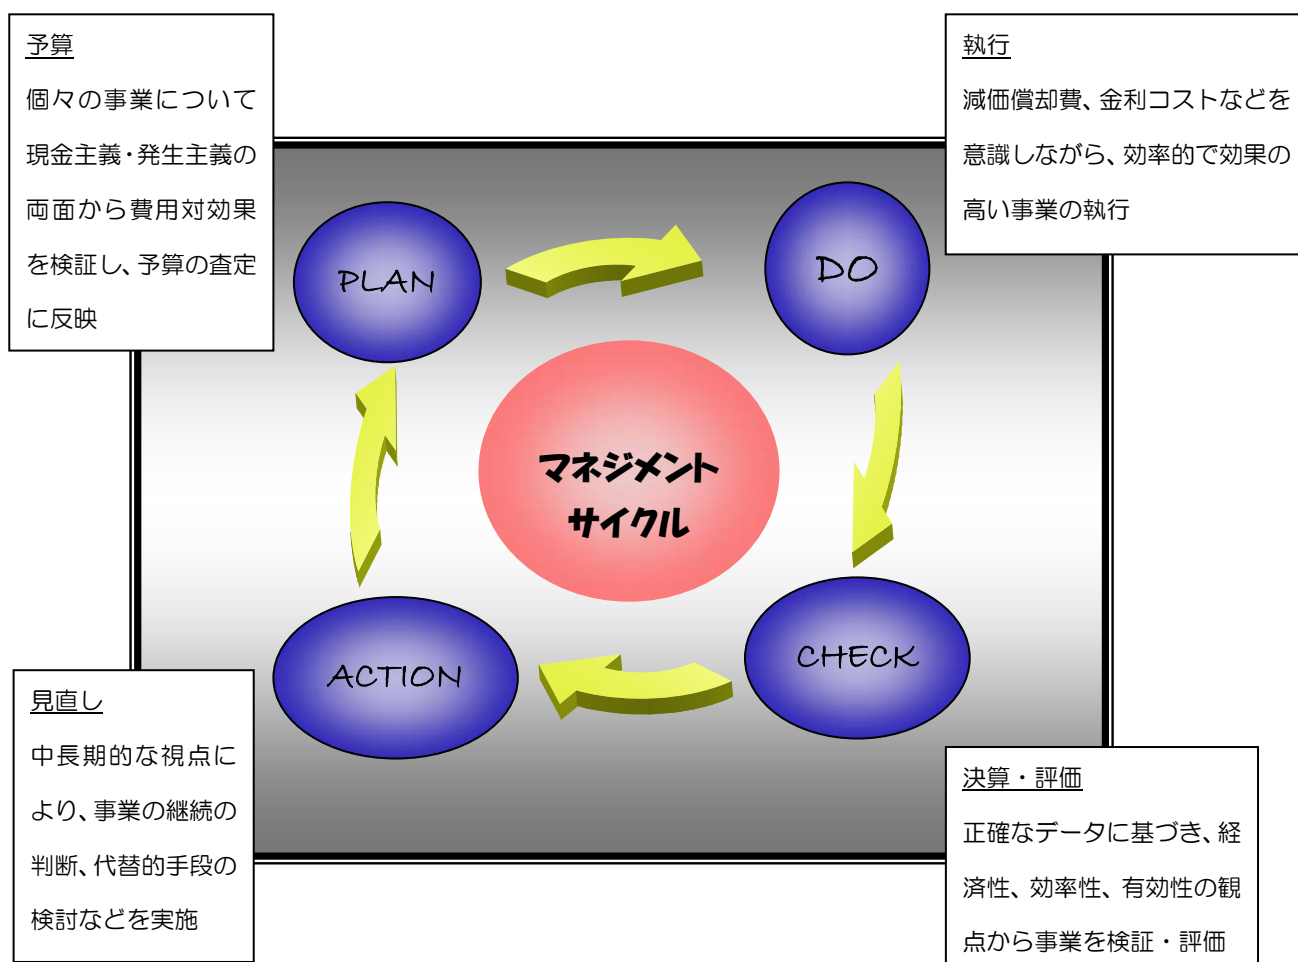 予算
個々の事業について
現金主義・発生主義の
両面から費用対効果
を検証し、予算の査定
に反映
執行
減価償却費、金利コストなどを
意識しながら、効率的で効果の
高い事業の執行
PLAN
DO
マネジメント
サイクル
ACTION
CHECK
見直し
中長期的な視点に
より、事業の継続の
判断、代替的手段の
検討などを実施
決算・評価
正確なデータに基づき、経
済性、効率性、有効性の観
点から事業を検証・評価